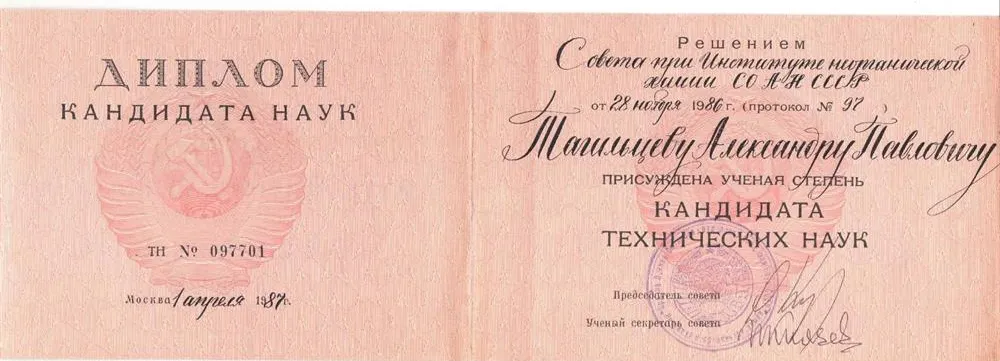 ДИПЛОМ
КАНДИДАТА НАУК
ТН № 097701
Москва 1 апреля 1987г.
Решением
Совета при Институте неорганической
химии СО АН СССР
от 28 ноября 1986 г. (протокол № 97 )
Тагильцеву Александру Павловичу
ПРИСУЖДЕНА УЧЕНАЯ СТЕПЕНЬ
КАНДИДАТА
ТЕХНИЧЕСКИХ НАУК
Председатель совета
Ученый секретарь совета